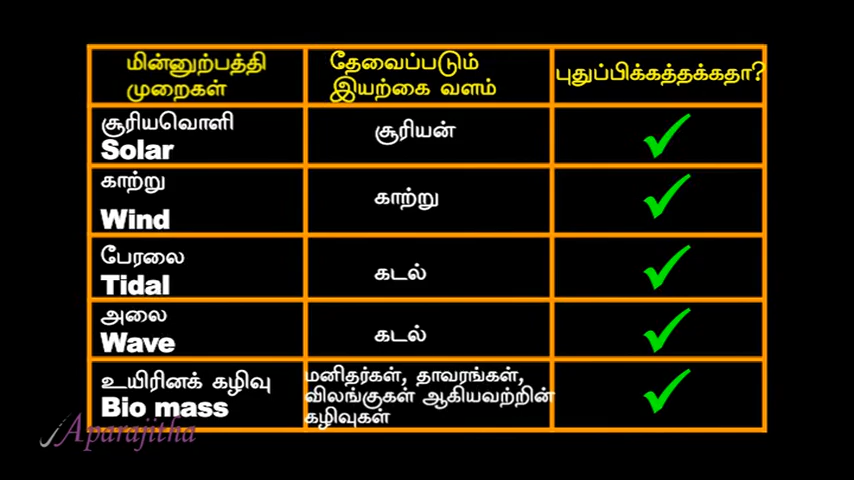 மின்னுற்பத்தி
முறைகள்
தேவைப்படும்
இயற்கை வளம்
புதுப்பிக்கத்தக்கதா?
சூரியவொளி
Solar
சூரியன்
காற்று
Wind
காற்று
பேரலை
Tidal
கடல்
அலை
Wave
கடல்
உயிரினக் கழிவு
Bio mass
மனிதர்கள், தாவரங்கள்,
விலங்குகள் ஆகியவற்றின்
கழிவுகள்
Aparajitha